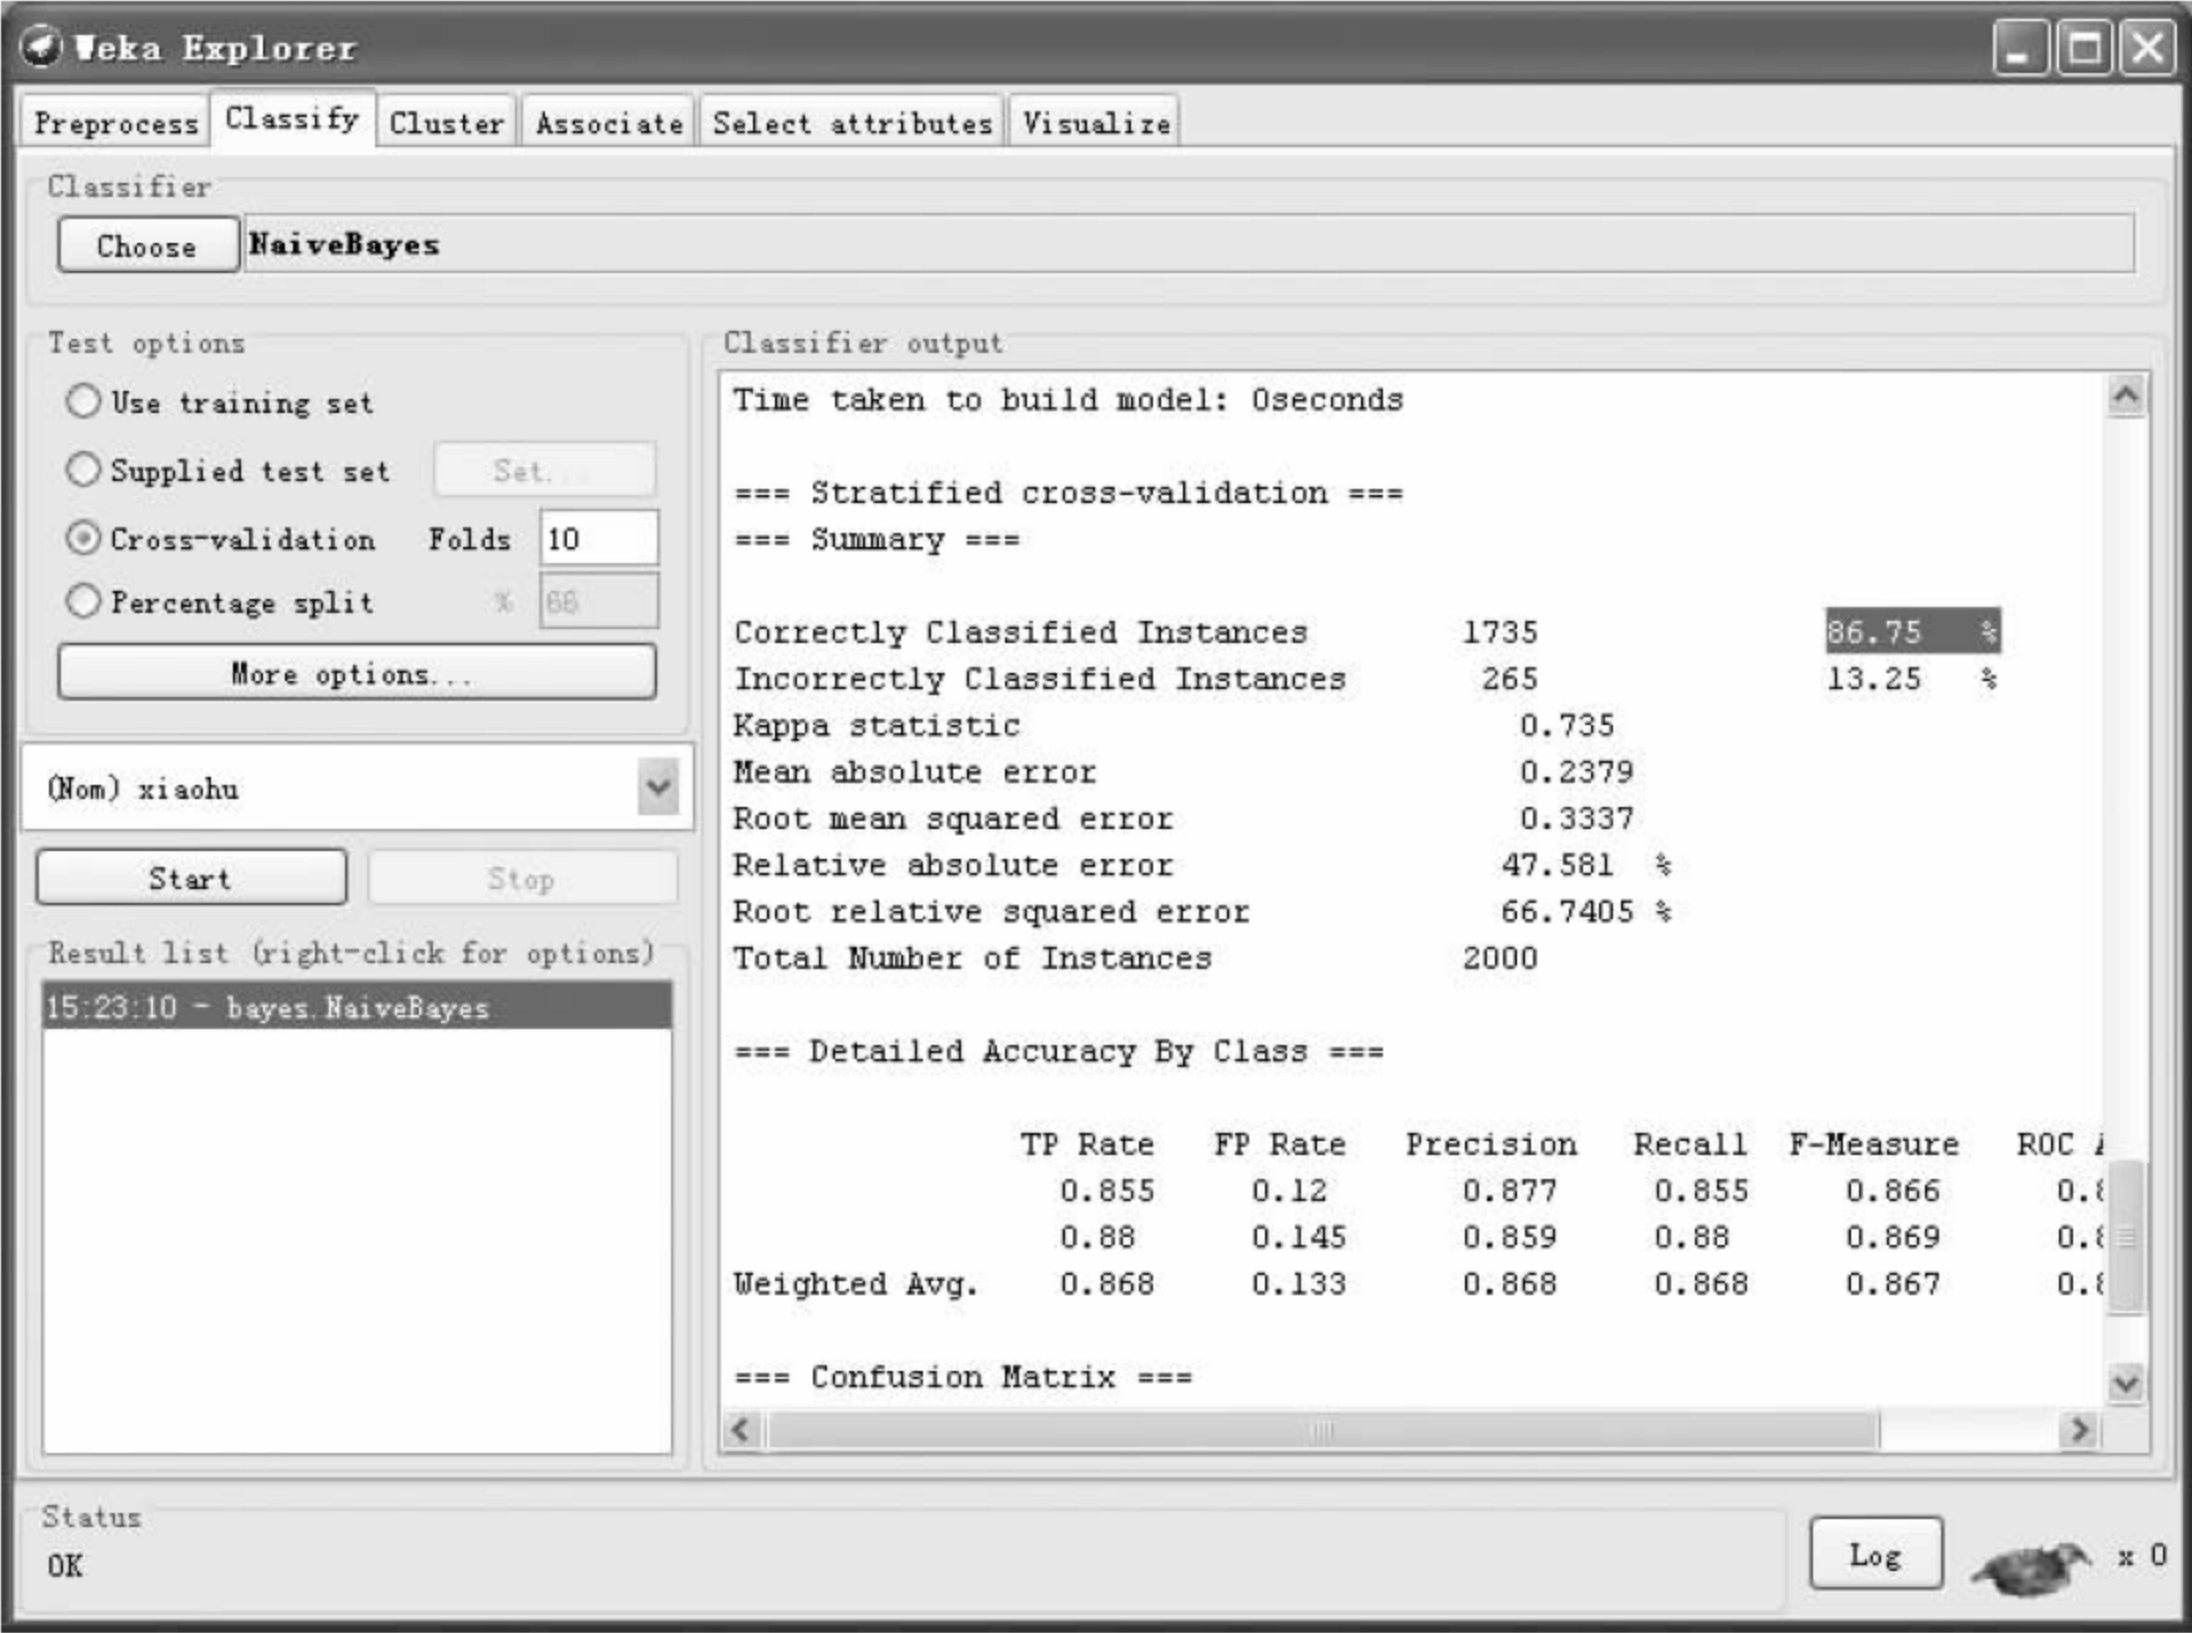 Weka Explorer
Preprocess Classify Cluster Associate Select attributes Visualize
Classifier
Choose NaiveBayes
Test options
Use training set
Supplied test set Set...
Cross-validation Folds 10
Percentage split % 66
More options...
(Nom) xiaohu
Start Stop
Result list (right-click for options)
15:23:10 - bayes.NaiveBayes
Classifier output
Time taken to build model: 0seconds
=== Stratified cross-validation ===
=== Summary ===
Correctly Classified Instances 1735 86.75 %
Incorrectly Classified Instances 265 13.25 %
Kappa statistic 0.735
Mean absolute error 0.2379
Root mean squared error 0.3337
Relative absolute error 47.581 %
Root relative squared error 66.7405 %
Total Number of Instances 2000
=== Detailed Accuracy By Class ===
TP Rate FP Rate Precision Recall F-Measure ROC
0.855 0.12 0.877 0.855 0.866
0.88 0.145 0.859 0.88 0.869
Weighted Avg. 0.868 0.133 0.868 0.868 0.867
=== Confusion Matrix ===
Status
OK
Log x 0